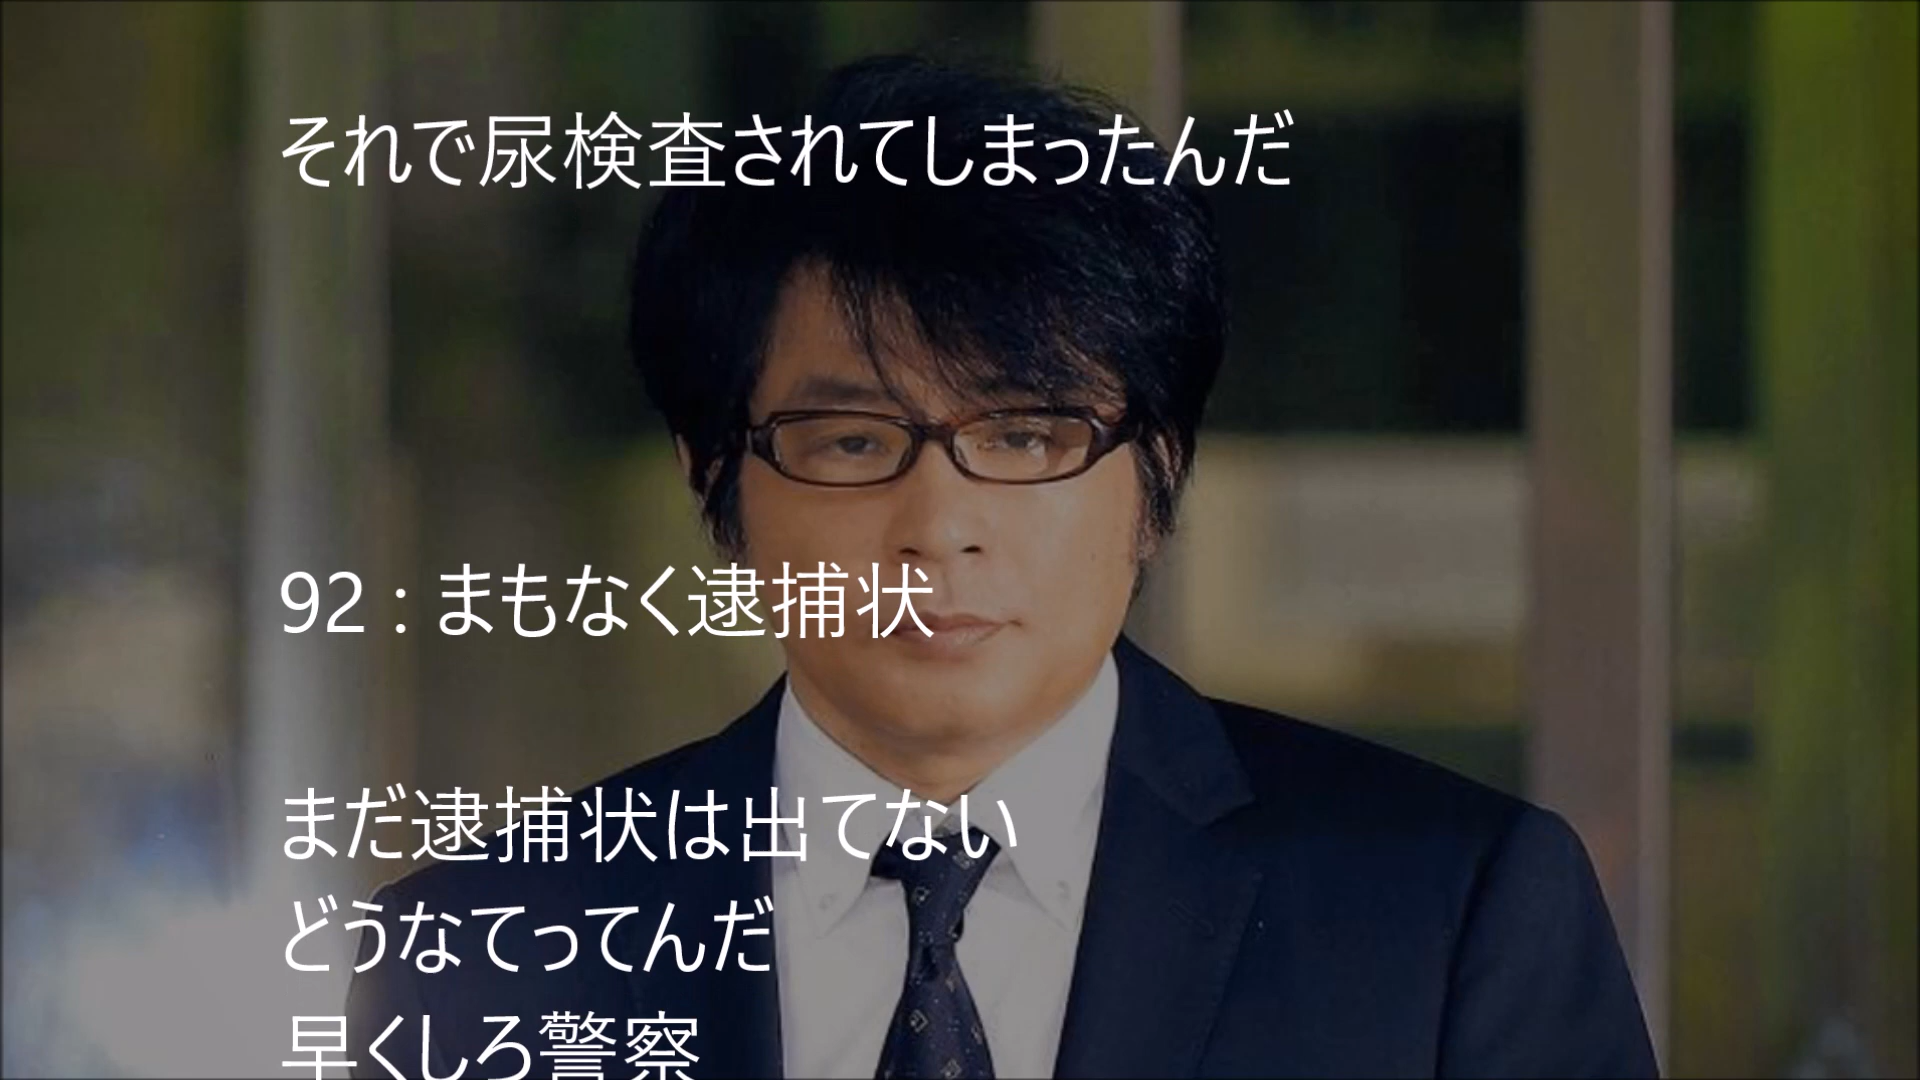 それで尿検査されてしまったんだ
92 : まもなく逮捕状
まだ逮捕状は出てない
どうなてってんだ
早くしろ警察